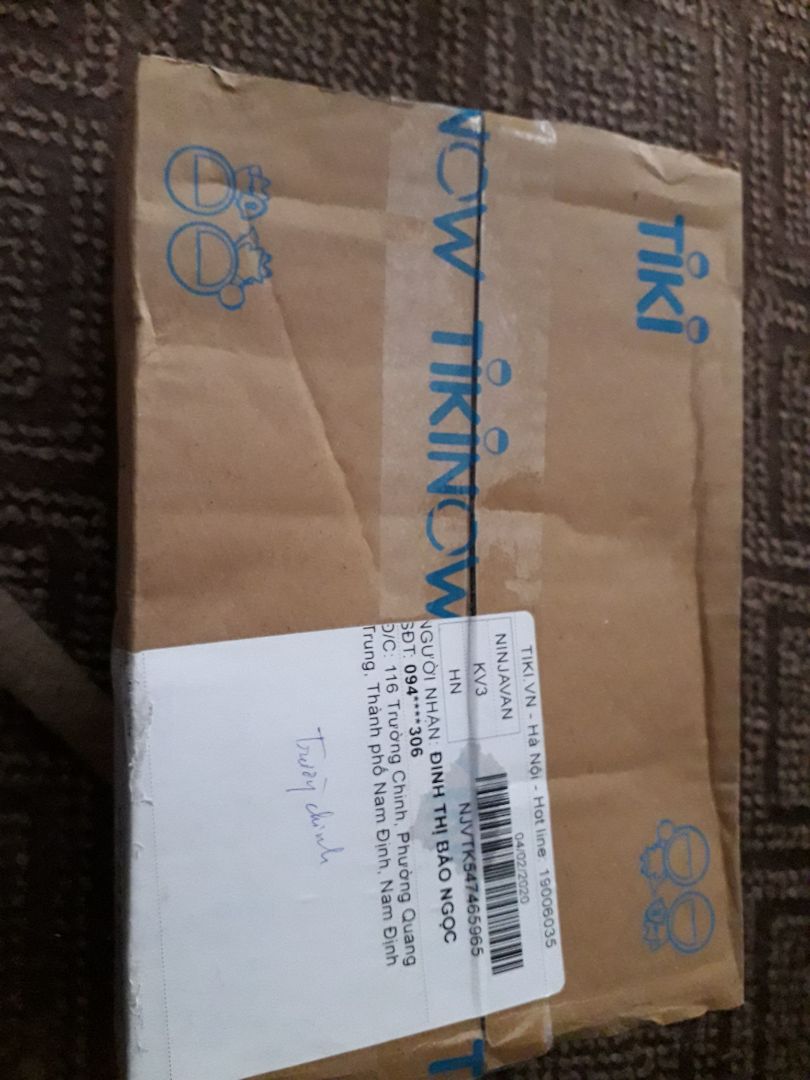 TiKi
NOW TiKiNOW T
TIKI.VN - Hà Nội - Hot line: 19006035
NINJAVAN
KV3
HN
04/02/2020
NJVTK547465965
NGƯỜI NHẬN: ĐINH THỊ BẢO NGỌC
SĐT: 094****306
Đ/C: 116 Trường Chinh, Phường Quang
Trung, Thành phố Nam Định, Nam Định
Trường chinh